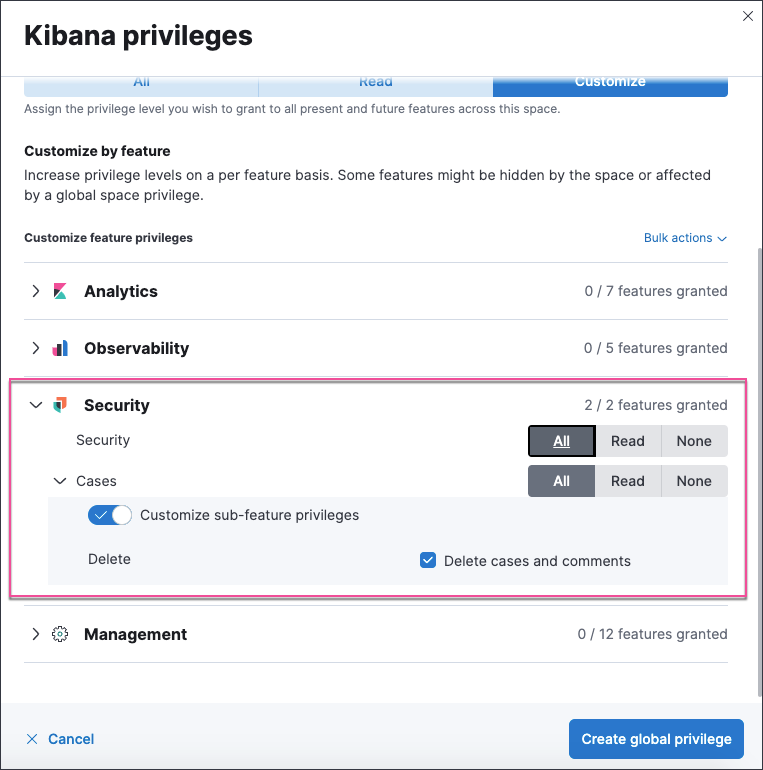 Kibana privileges
All Read Customize
Assign the privilege level you wish to grant to all present and future features across this space.
Customize by feature
Increase privilege levels on a per feature basis. Some features might be hidden by the space or affected
by a global space privilege.
Customize feature privileges Bulk actions
Analytics 0 / 7 features granted
Observability 0 / 5 features granted
Security 2 / 2 features granted
Security All Read None
Cases All Read None
Customize sub-feature privileges
Delete Delete cases and comments
Management 0 / 12 features granted
Cancel Create global privilege